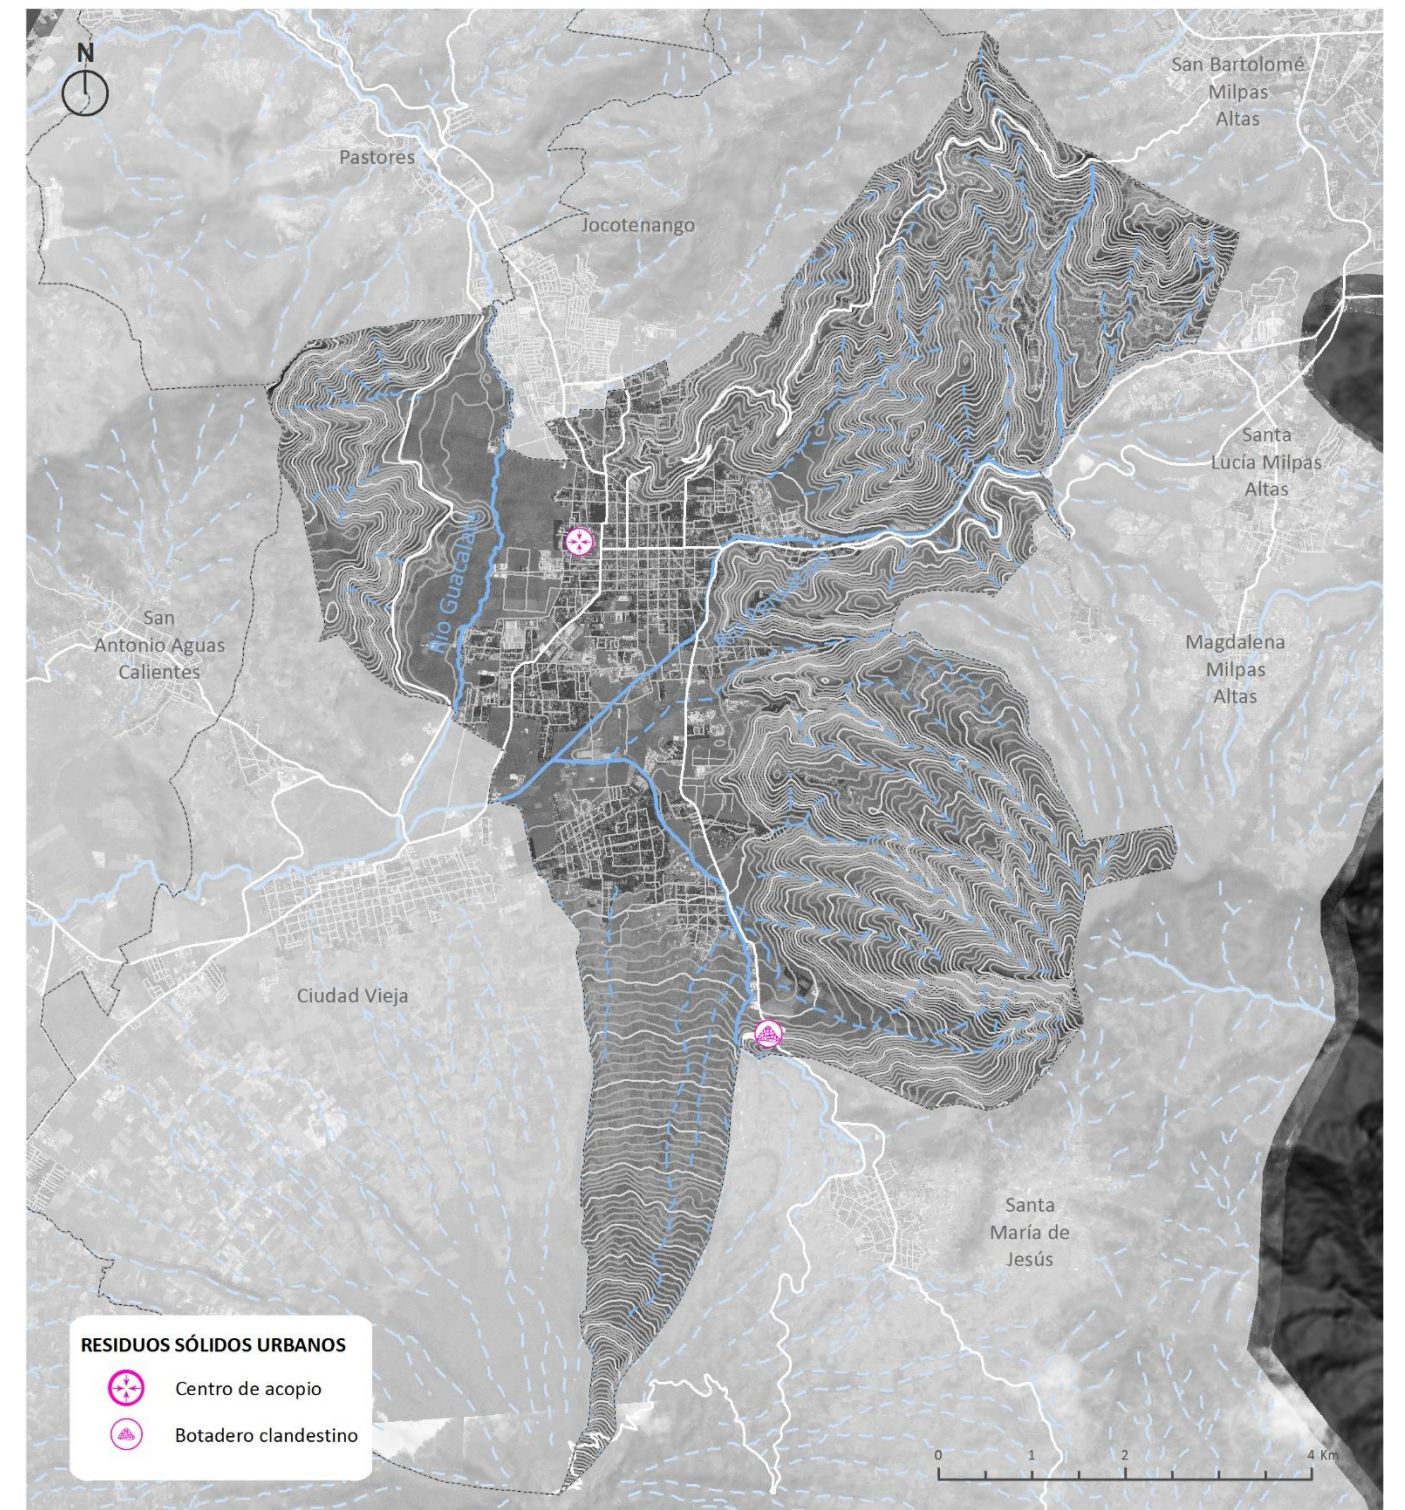 N
San Bartolomé
Milpas
Altas
Pastores
Jocotenango
Santa
Lucía Milpas
Altas
Río Guacalate
San
Antonio Aguas
Calientes
Magdalena
Milpas
Altas
Ciudad Vieja
Santa
María de
Jesús
RESIDUOS SÓLIDOS URBANOS
Centro de acopio
Botadero clandestino
0 1 2 4 Km